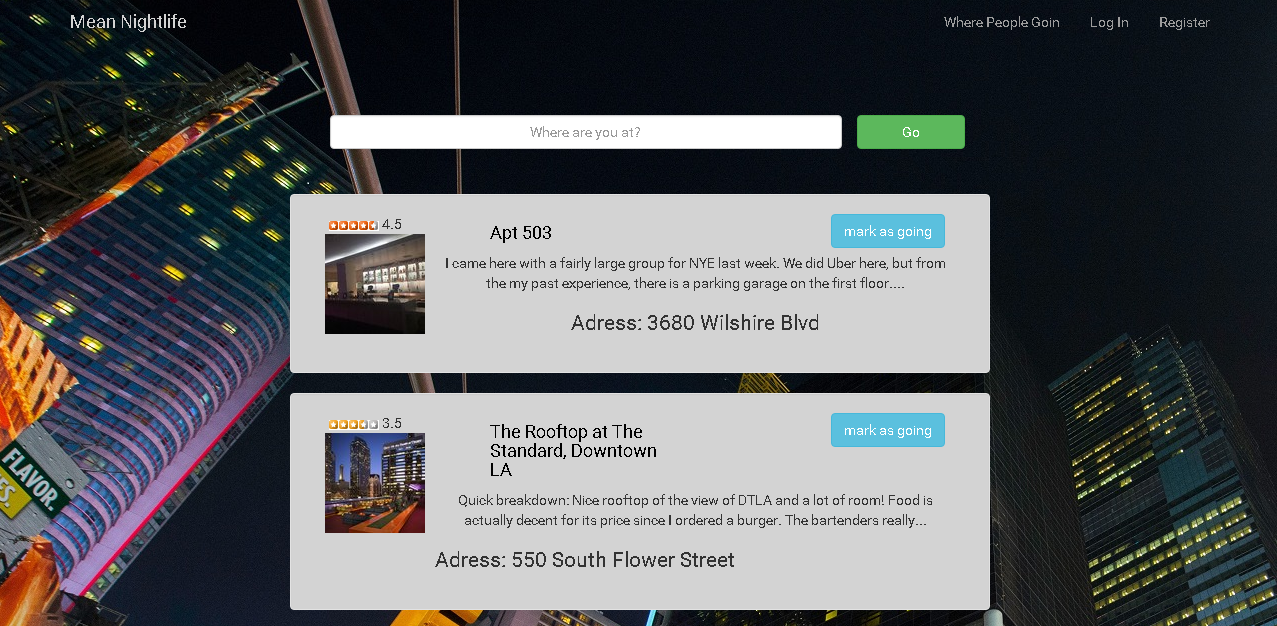 Mean Nightlife
Where People Goin
Log In
Register
Where are you at?
Go
4.5
Apt 503
mark as going
I came here with a fairly large group for NYE last week. We did Uber here, but from
the my past experience, there is a parking garage on the first floor....
Adress: 3680 Wilshire Blvd
3.5
The Rooftop at The
Standard, Downtown
LA
mark as going
Quick breakdown: Nice rooftop of the view of DTLA and a lot of room! Food is
actually decent for its price since I ordered a burger. The bartenders really...
Adress: 550 South Flower Street
FLAVOR.